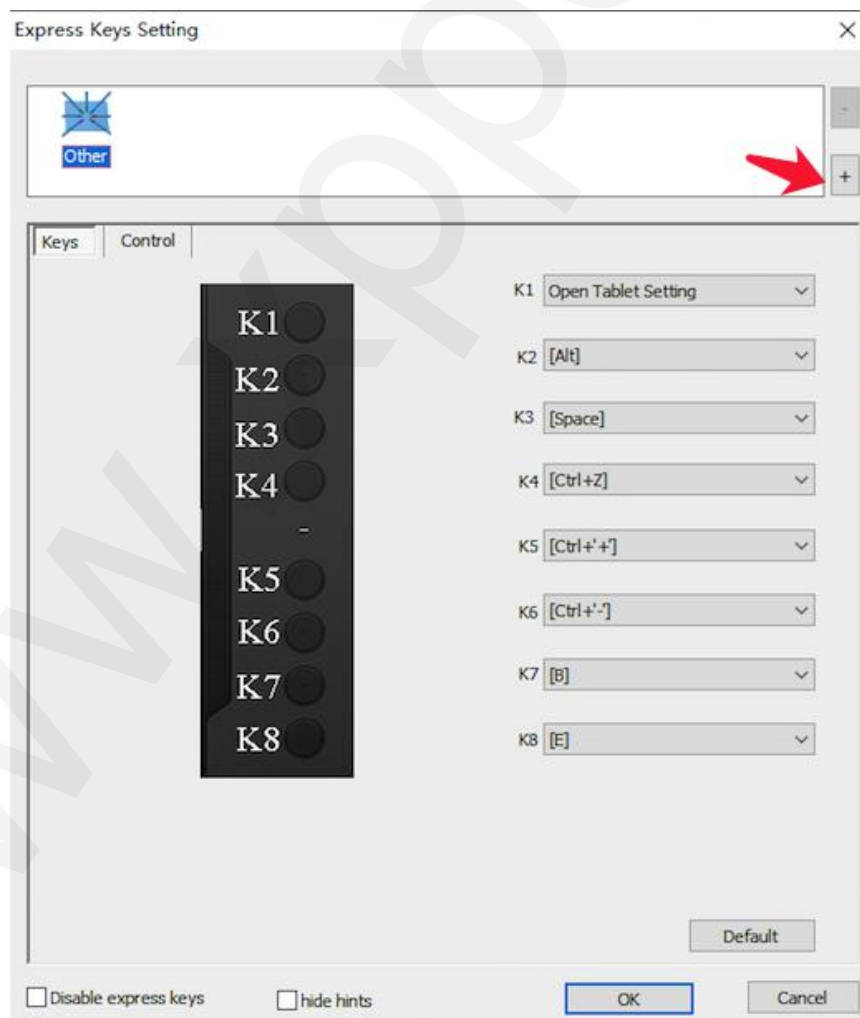 Express Keys Setting
-
Other
+
Keys Control
K1 K1 Open Tablet Setting
K2 K2 [Alt]
K3 K3 [Space]
K4 K4 [Ctrl+Z]
-
K5 K5 [Ctrl+'+']
K6 K6 [Ctrl+'-']
K7 K7 [B]
K8 K8 [E]
Default
Disable express keys hide hints OK Cancel